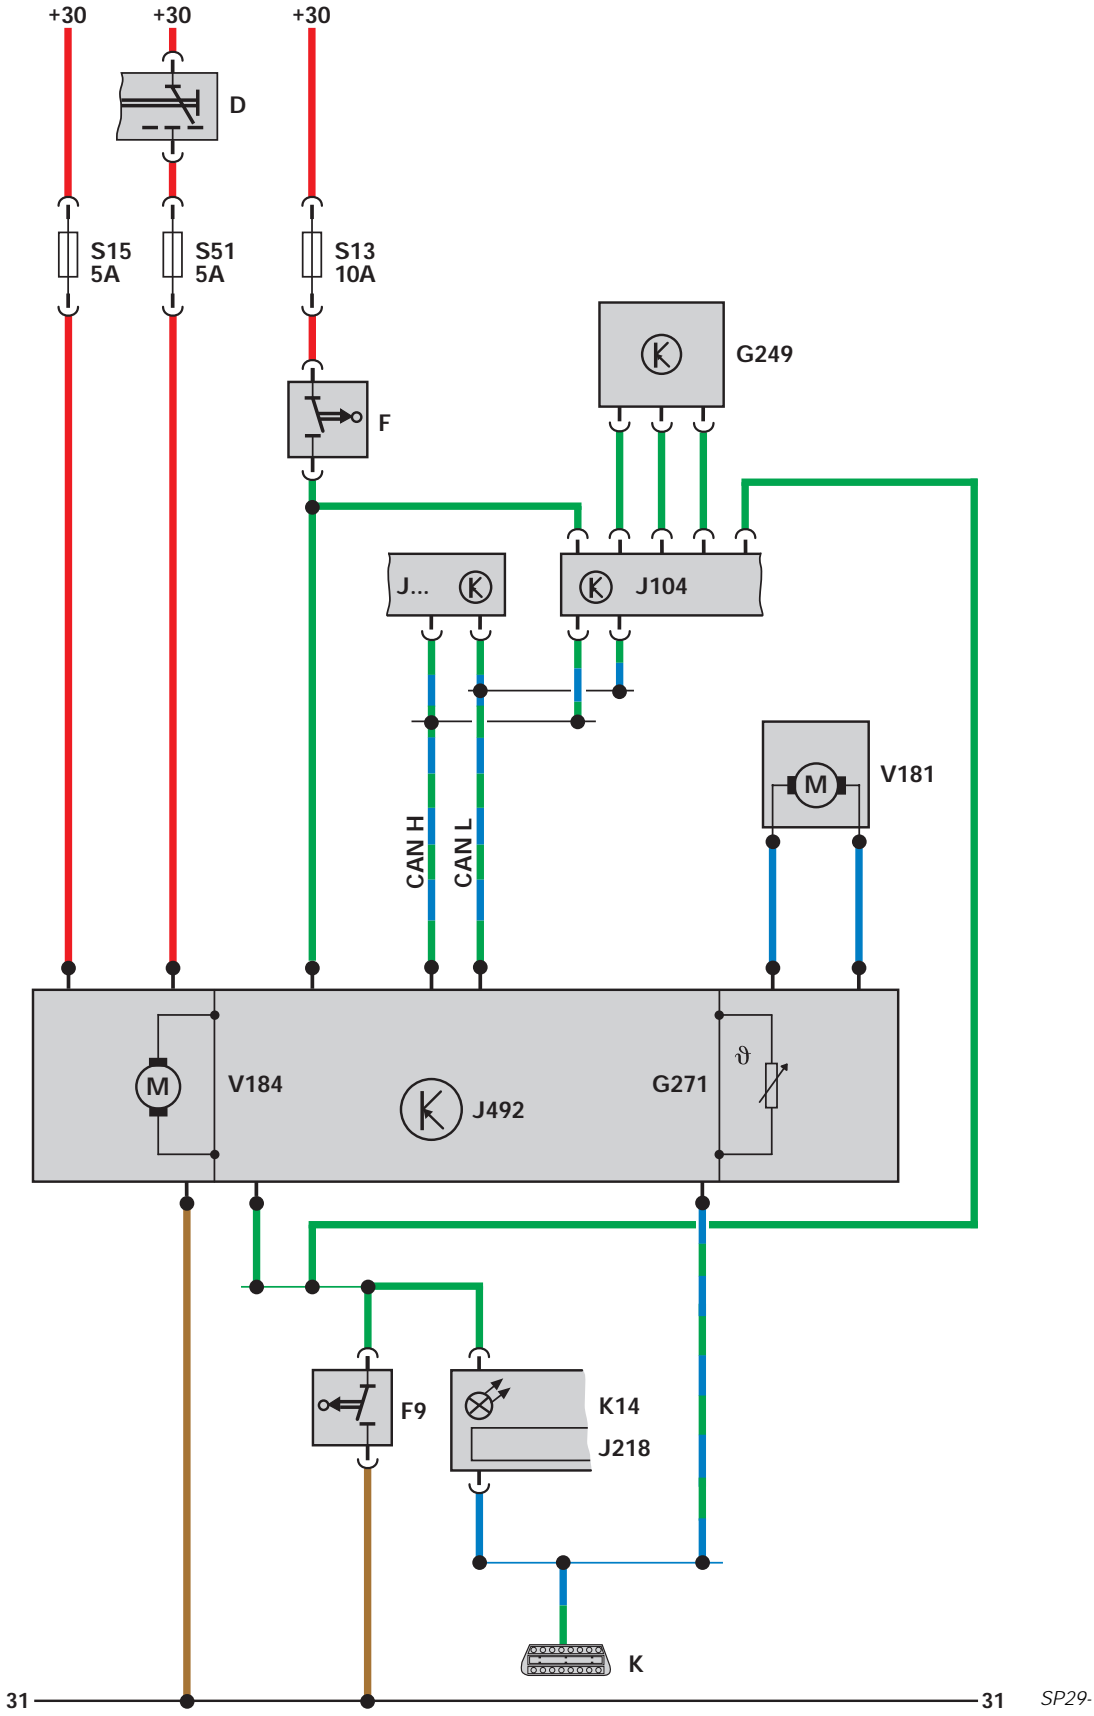 +30
+30
+30
D
S15
5A
S51
5A
S13
10A
G249
F
J...
J104
V181
CAN H
CAN L
M
ϑ
M
V184
G271
J492
K14
F9
J218
K
31
31
SP29-